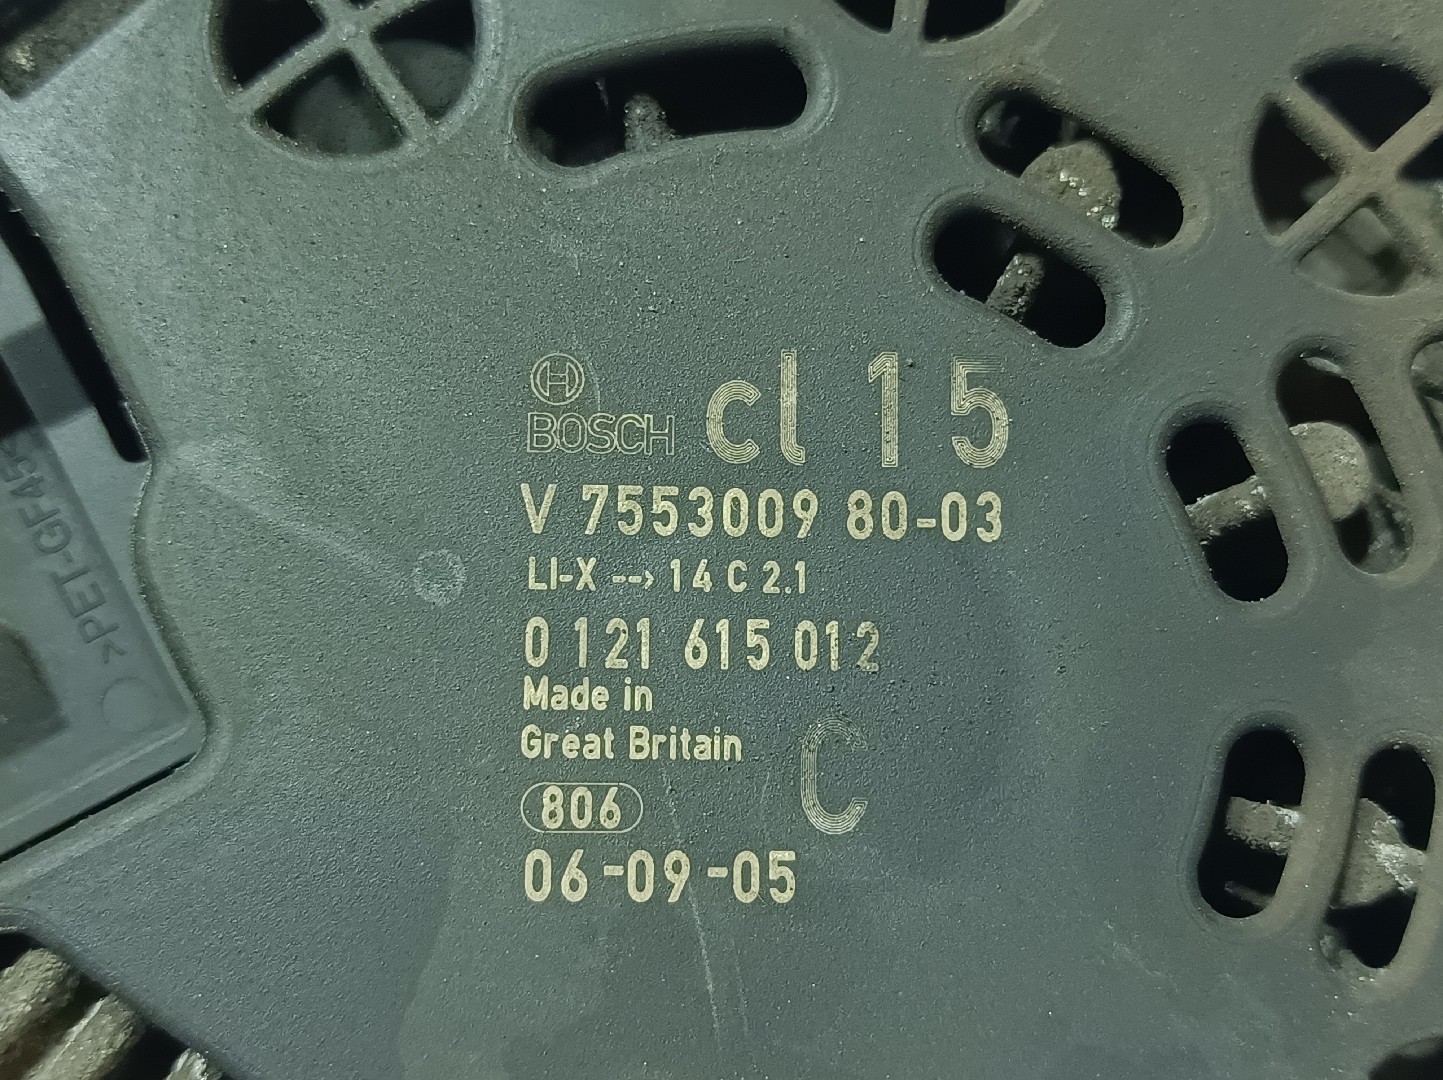 BOSCH cl 15
V 7553009 80-03
LI-X --> 14 C 2.1
0 121 615 012
Made in
Great Britain
C
806
06-09-05
>PET-GF45